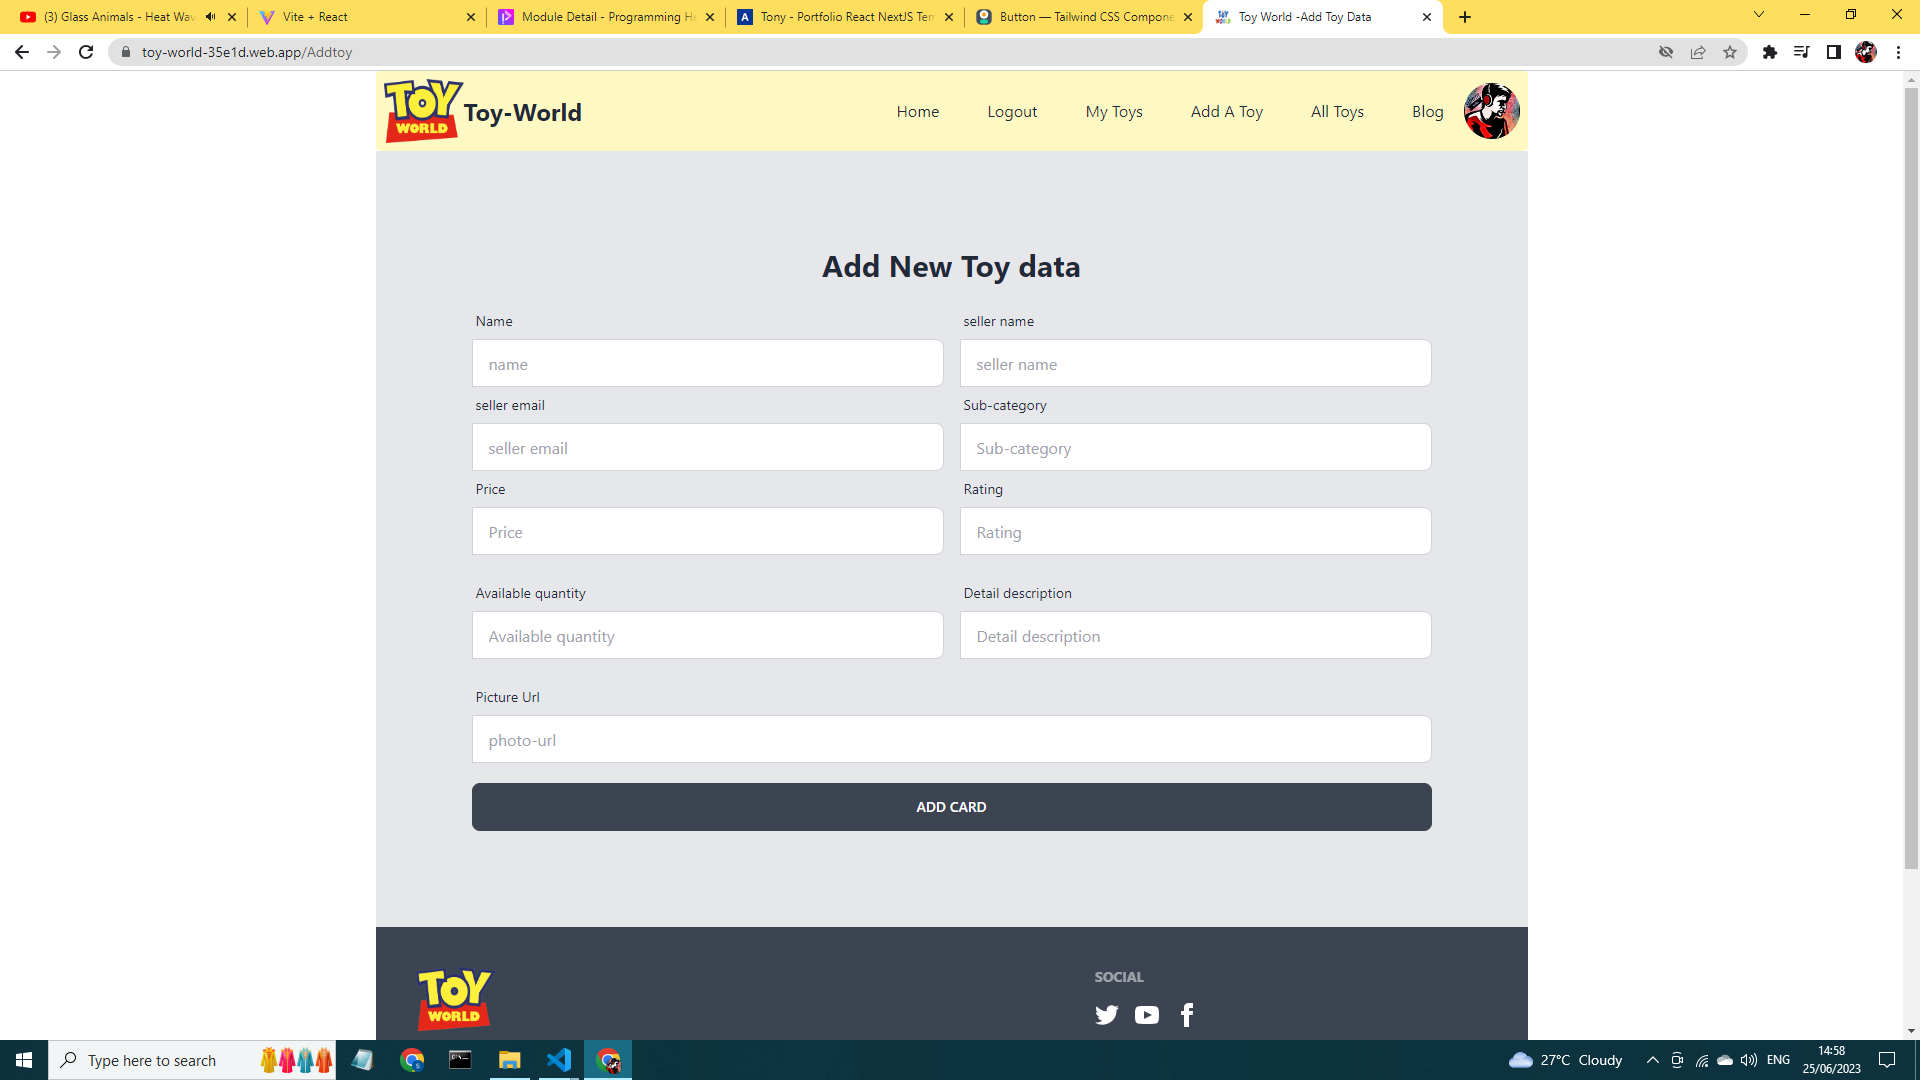 (3) Glass Animals - Heat Wav
Vite + React
Module Detail - Programming He
Tony - Portfolio React NextJS Tem
Button — Tailwind CSS Compone
Toy World -Add Toy Data
toy-world-35e1d.web.app/Addtoy
TOY
WORLD
Toy-World
Home
Logout
My Toys
Add A Toy
All Toys
Blog
Add New Toy data
Name
seller name
name
seller name
seller email
Sub-category
seller email
Sub-category
Price
Rating
Price
Rating
Available quantity
Detail description
Available quantity
Detail description
Picture Url
photo-url
ADD CARD
TOY
WORLD
SOCIAL
Type here to search
27°C Cloudy
ENG
14:58
25/06/2023